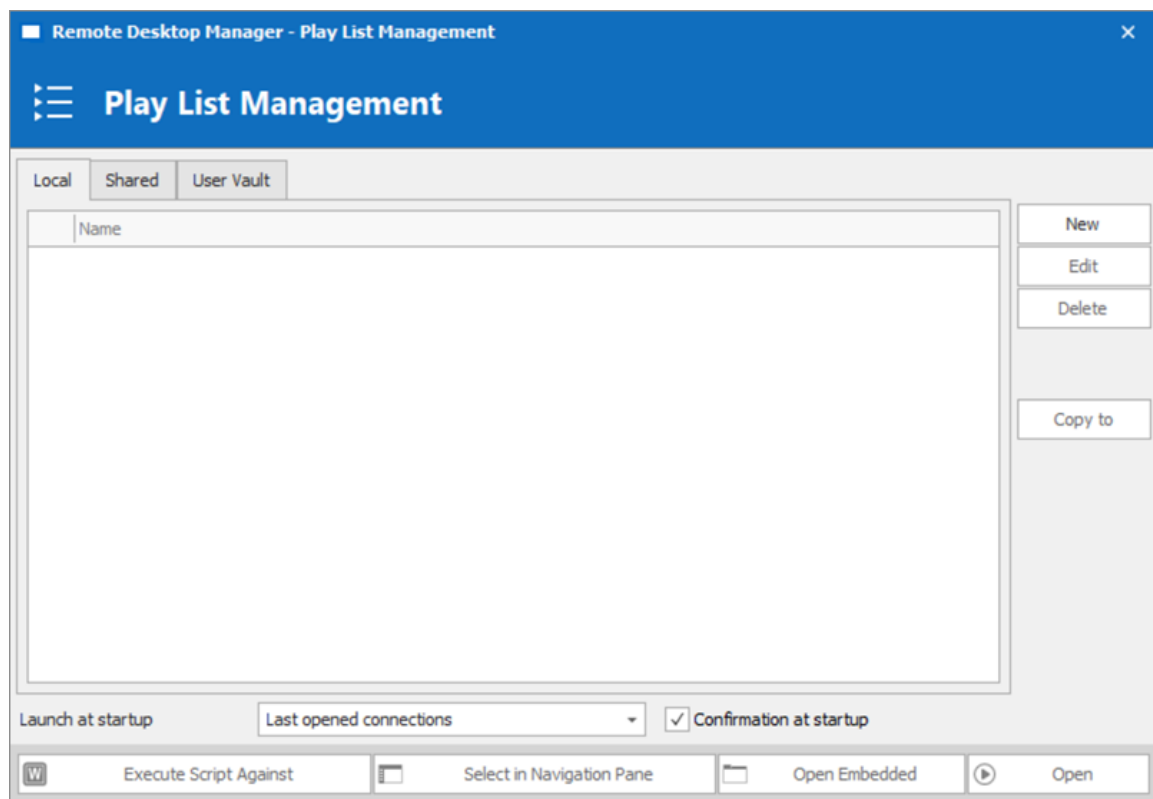 Remote Desktop Manager - Play List Management
Play List Management
Local Shared User Vault
Name
New
Edit
Delete
Copy to
Launch at startup Last opened connections Confirmation at startup
W Execute Script Against Select in Navigation Pane Open Embedded Open